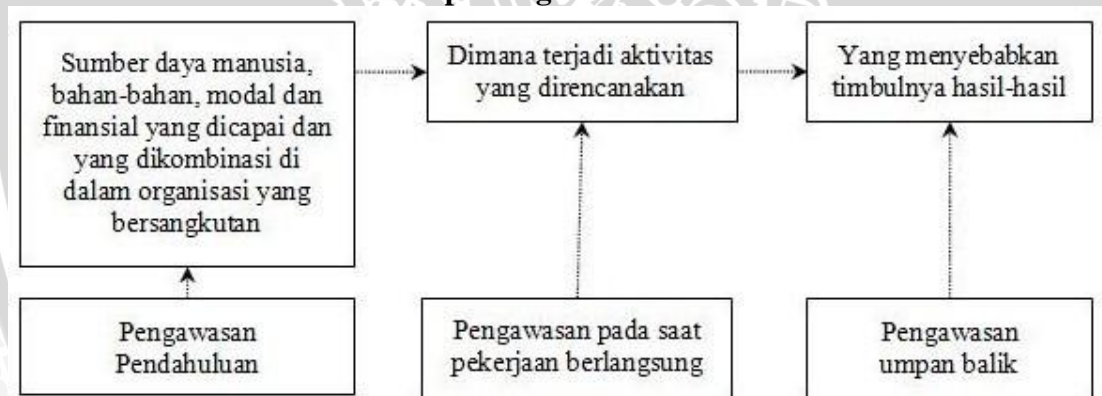 Sumber daya manusia,
bahan-bahan, modal dan
finansial yang dicapai dan
yang dikombinasi di
dalam organisasi yang
bersangkutan
Dimana terjadi aktivitas
yang direncanakan
Yang menyebabkan
timbulnya hasil-hasil
Pengawasan
Pendahuluan
Pengawasan pada saat
pekerjaan berlangsung
Pengawasan
umpan balik